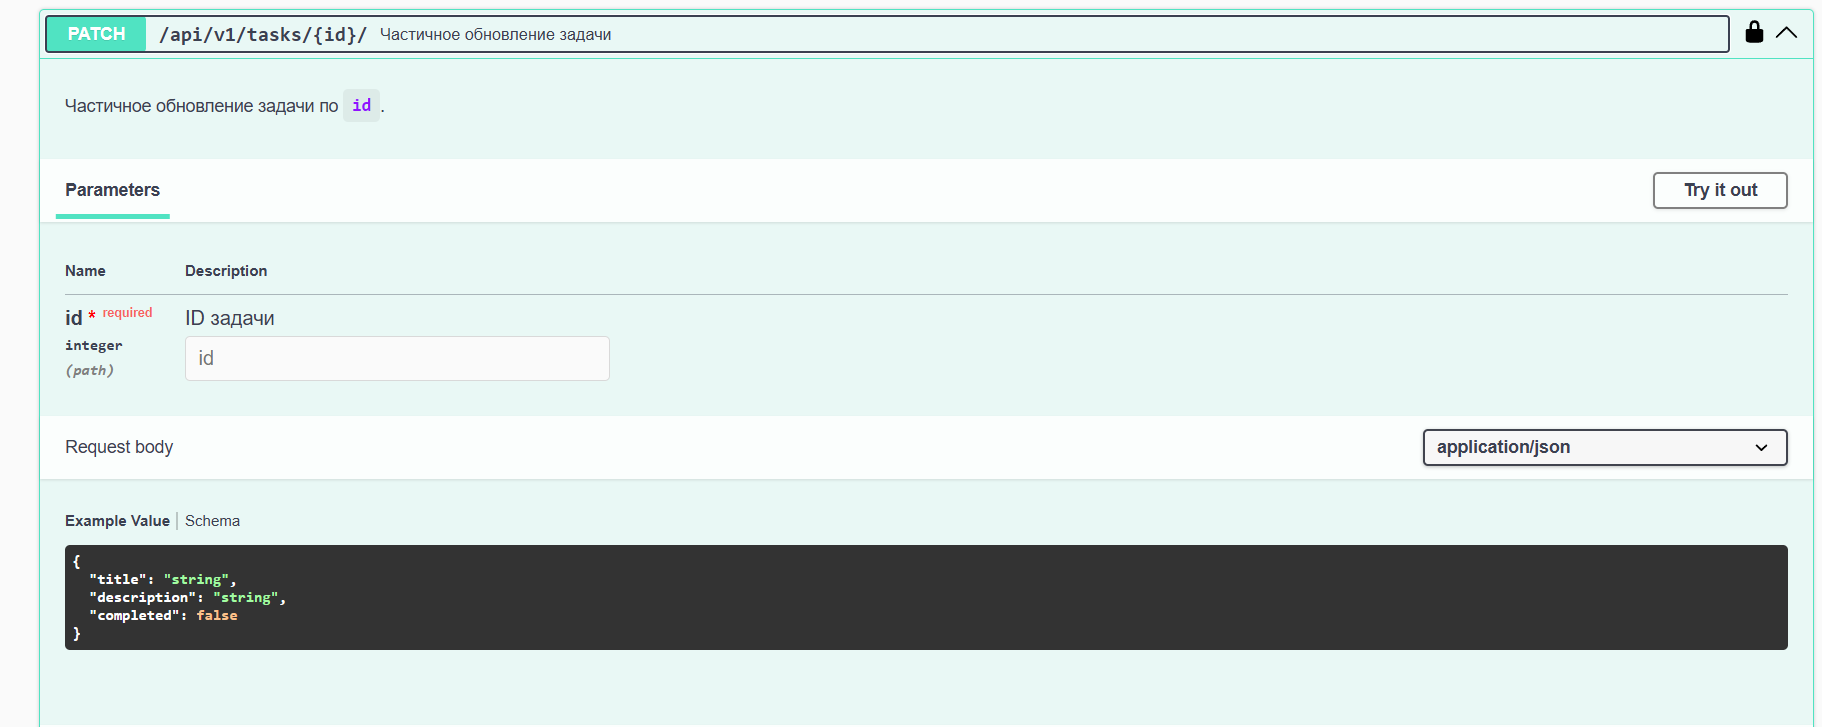 PATCH /api/v1/tasks/{id}/ Частичное обновление задачи
Частичное обновление задачи по id.
Parameters
Try it out
Name Description
id * required ID задачи
integer
id
(path)
Request body
application/json
Example Value | Schema
{
  "title": "string",
  "description": "string",
  "completed": false
}